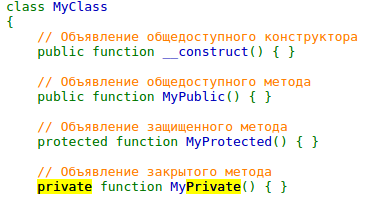 class MyClass
{
    // Объявление общедоступного конструктора
    public function __construct() { }

    // Объявление общедоступного метода
    public function MyPublic() { }

    // Объявление защищенного метода
    protected function MyProtected() { }

    // Объявление закрытого метода
    private function MyPrivate() { }